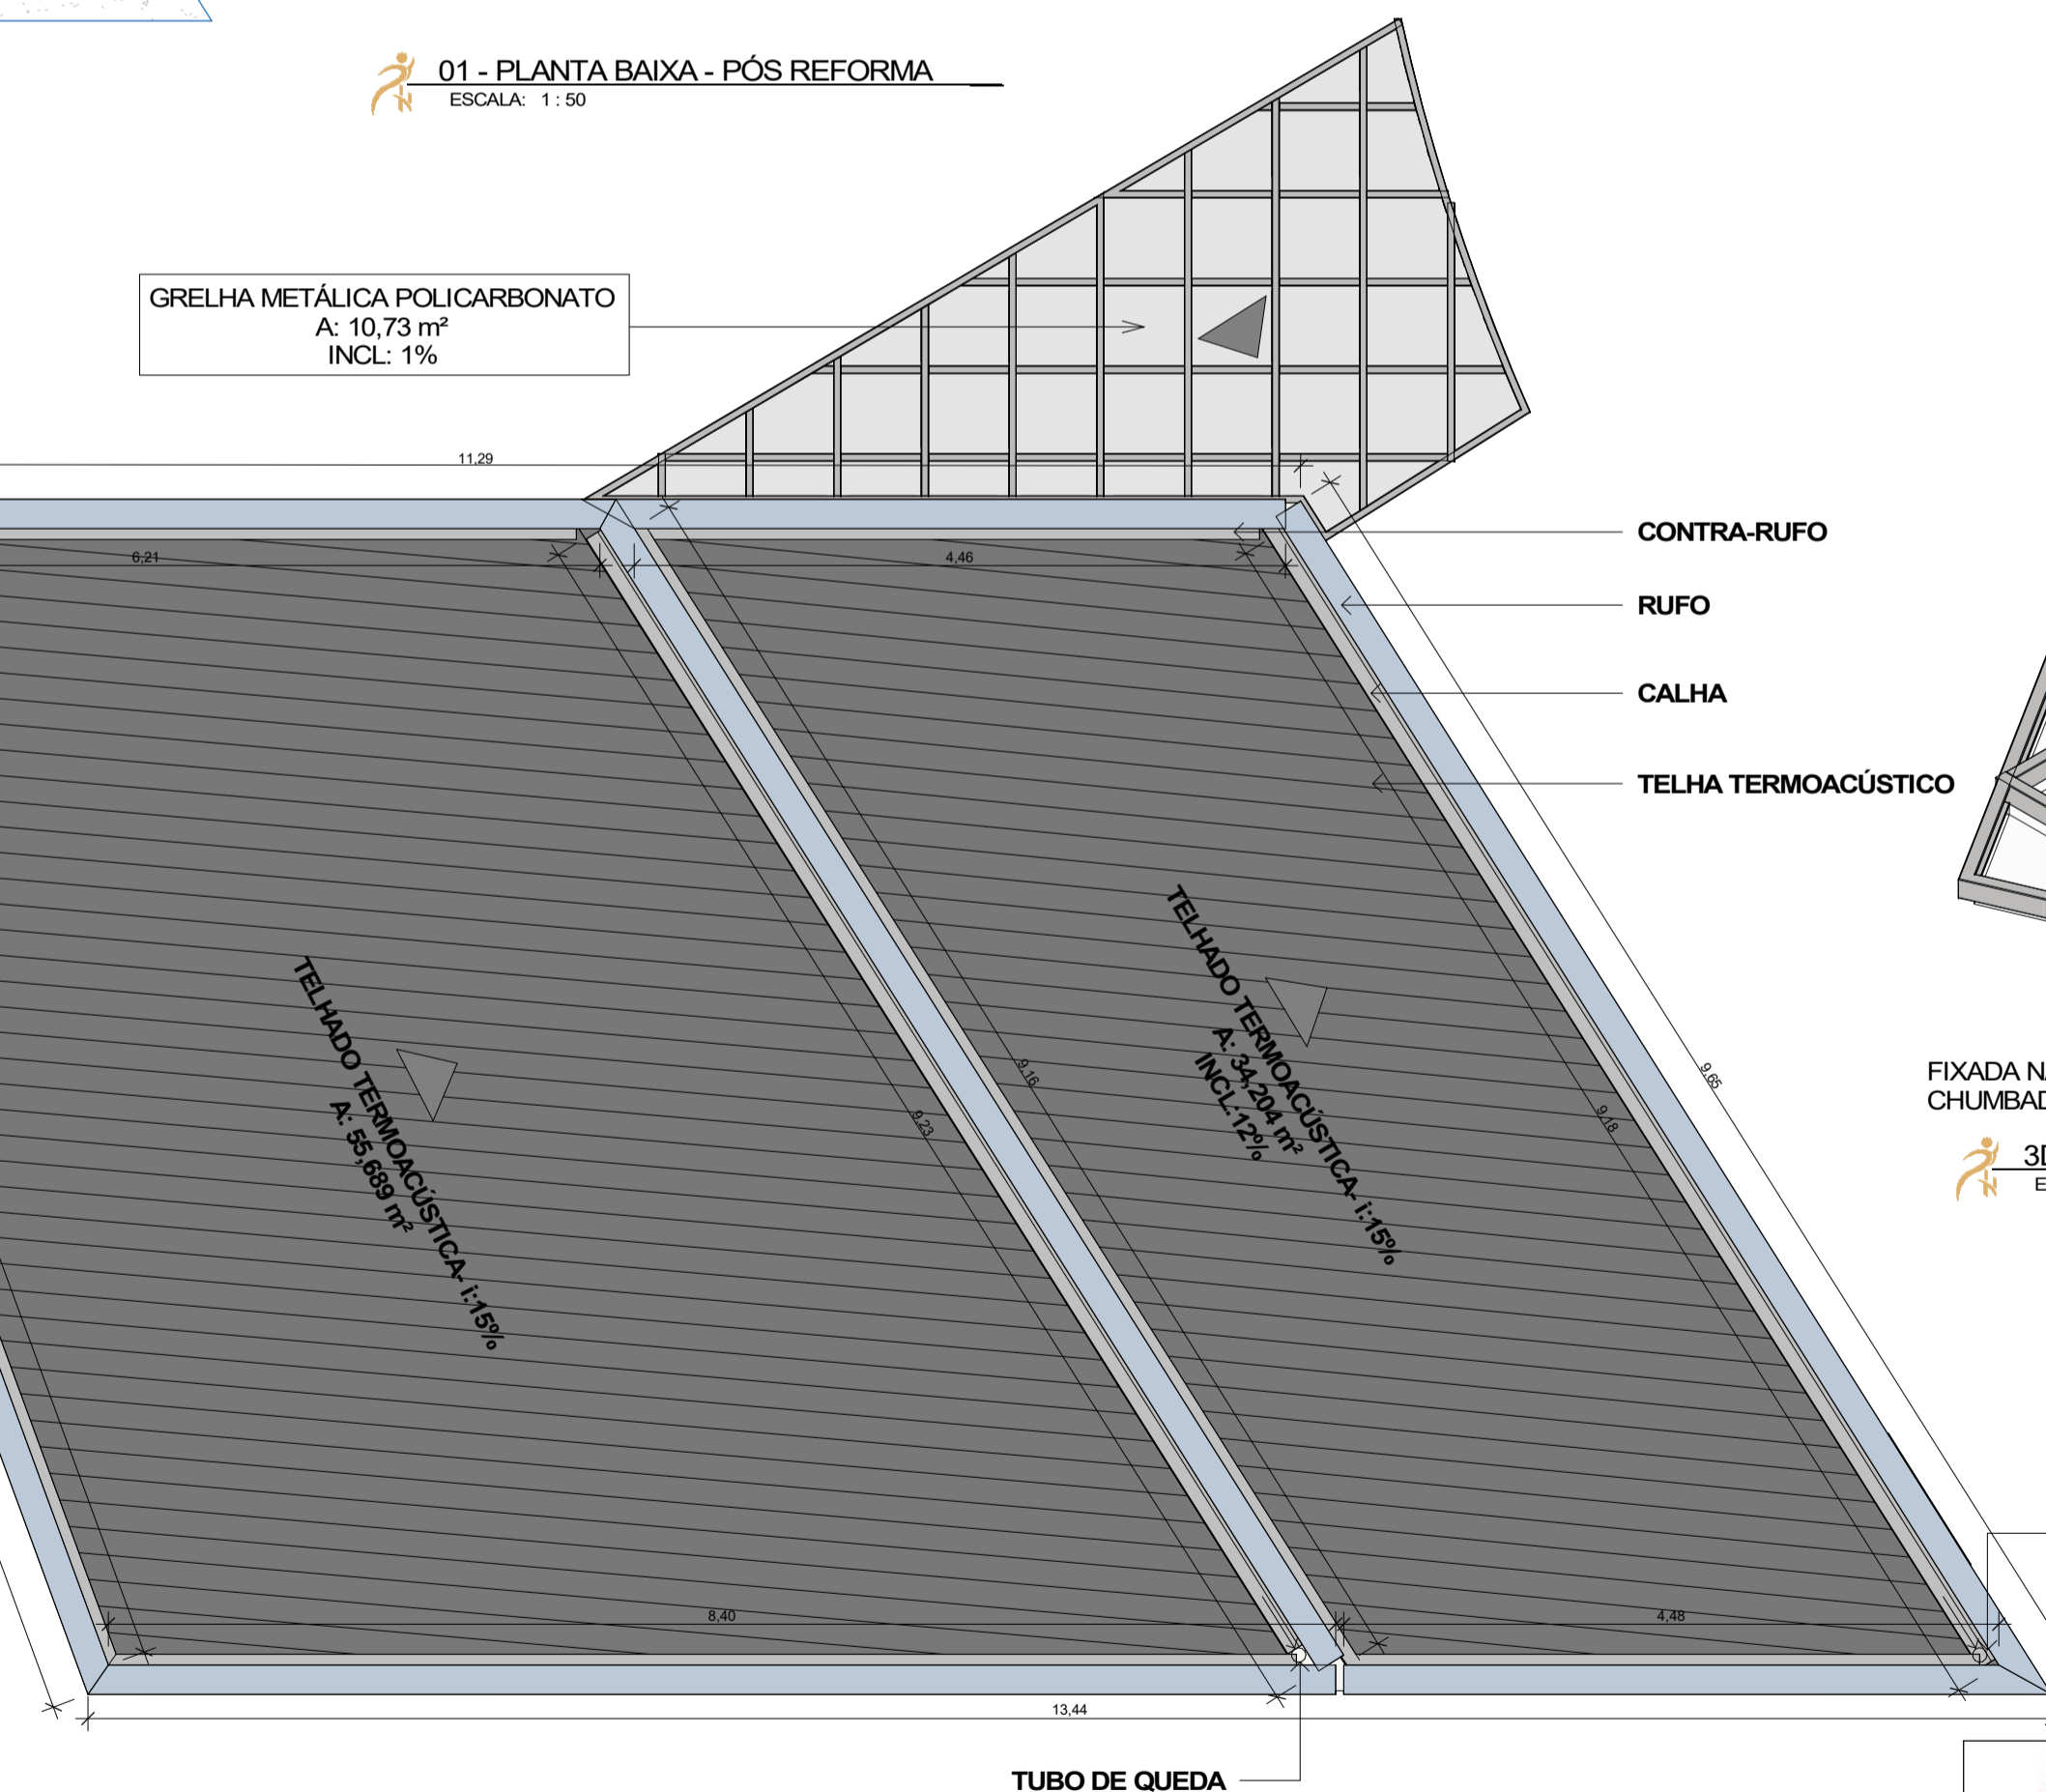 01 - PLANTA BAIXA - PÓS REFORMA
ESCALA: 1 : 50
GRELHA METÁLICA POLICARBONATO
A: 10,73 m²
INCL: 1%
11,29
6,21
4,46
CONTRA-RUFO
RUFO
CALHA
TELHA TERMOACÚSTICO
TELHADO TERMOACÚSTICA- i:15%
A: 55,689 m²
TELHADO TERMOACÚSTICA- i:15%
A: 34,204 m²
INCL:12%
9,23
9,16
9,18
9,65
FIXADA NA
CHUMBAD
3D
E
8,40
4,48
13,44
TUBO DE QUEDA